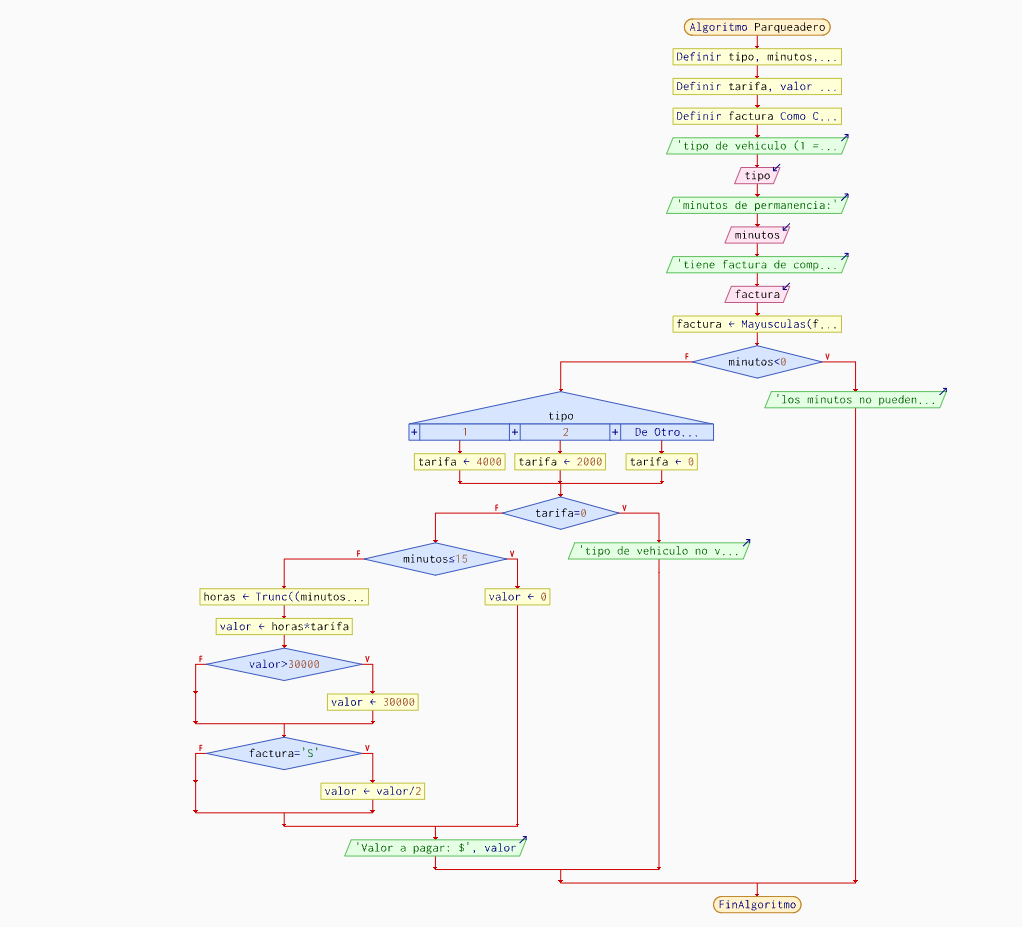 Algoritmo Parqueadero
Definir tipo, minutos,...
Definir tarifa, valor ...
Definir factura Como C...
'tipo de vehiculo (1 =...
tipo
'minutos de permanencia:'
minutos
'tiene factura de comp...
factura
factura ← Mayusculas(f...
F
minutos<0
V
'los minutos no pueden...
tipo
+ 1 + 2 + De Otro...
tarifa ← 4000
tarifa ← 2000
tarifa ← 0
F
tarifa=0
V
'tipo de vehiculo no v...
F
minutos≤15
V
horas ← Trunc((minutos...
valor ← 0
valor ← horas*tarifa
F
valor>30000
V
valor ← 30000
F
factura='S'
V
valor ← valor/2
'Valor a pagar: $', valor
FinAlgoritmo